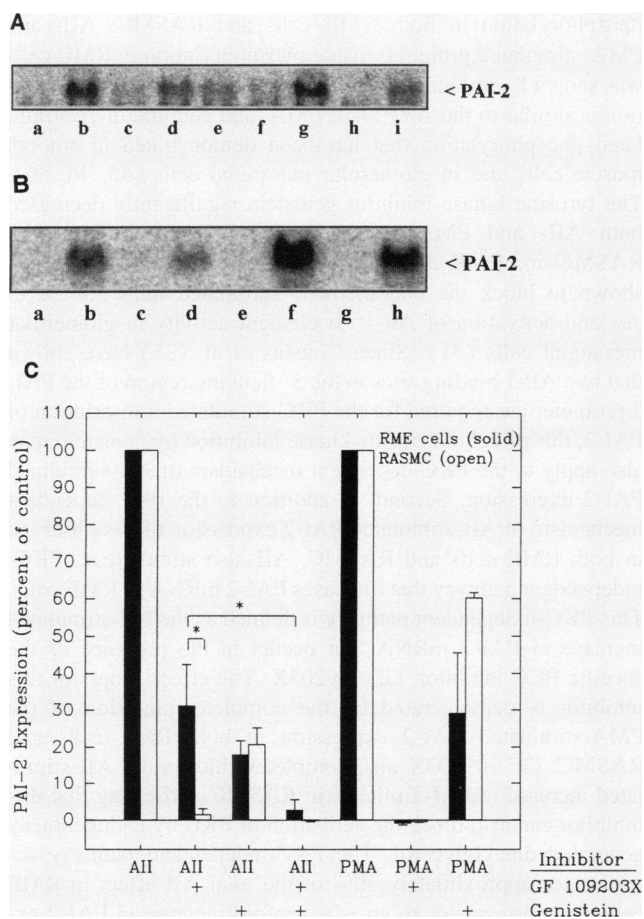 A
< PAI-2
a b c d e f g h i
B
< PAI-2
a b c d e f g h
C
PAI-2 Expression (percent of control)
110
100
90
80
70
60
50
40
30
20
10
0
RME cells (solid)
RASMC (open)
*
*
AII AII AII AII PMA PMA PMA Inhibitor
+ + + GF 109203X
+ + + Genistein